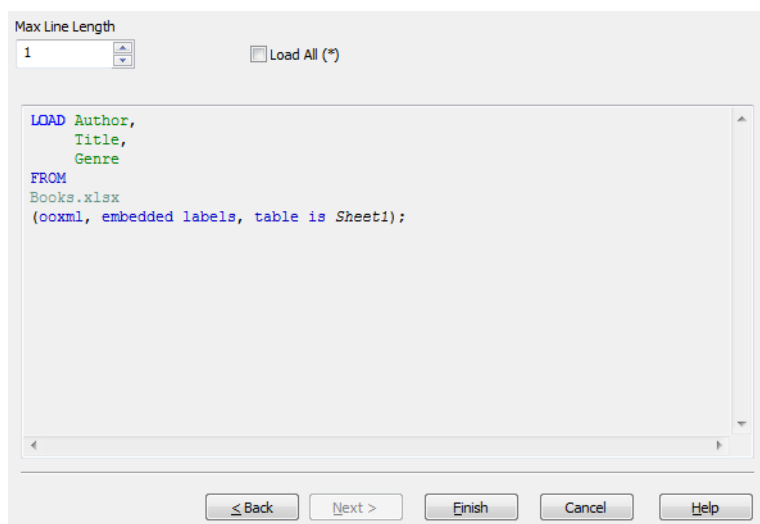 Max Line Length
1
Load All (*)
LOAD Author,
Title,
Genre
FROM
Books.xlsx
(ooxml, embedded labels, table is Sheet1);
< Back
Next >
Finish
Cancel
Help